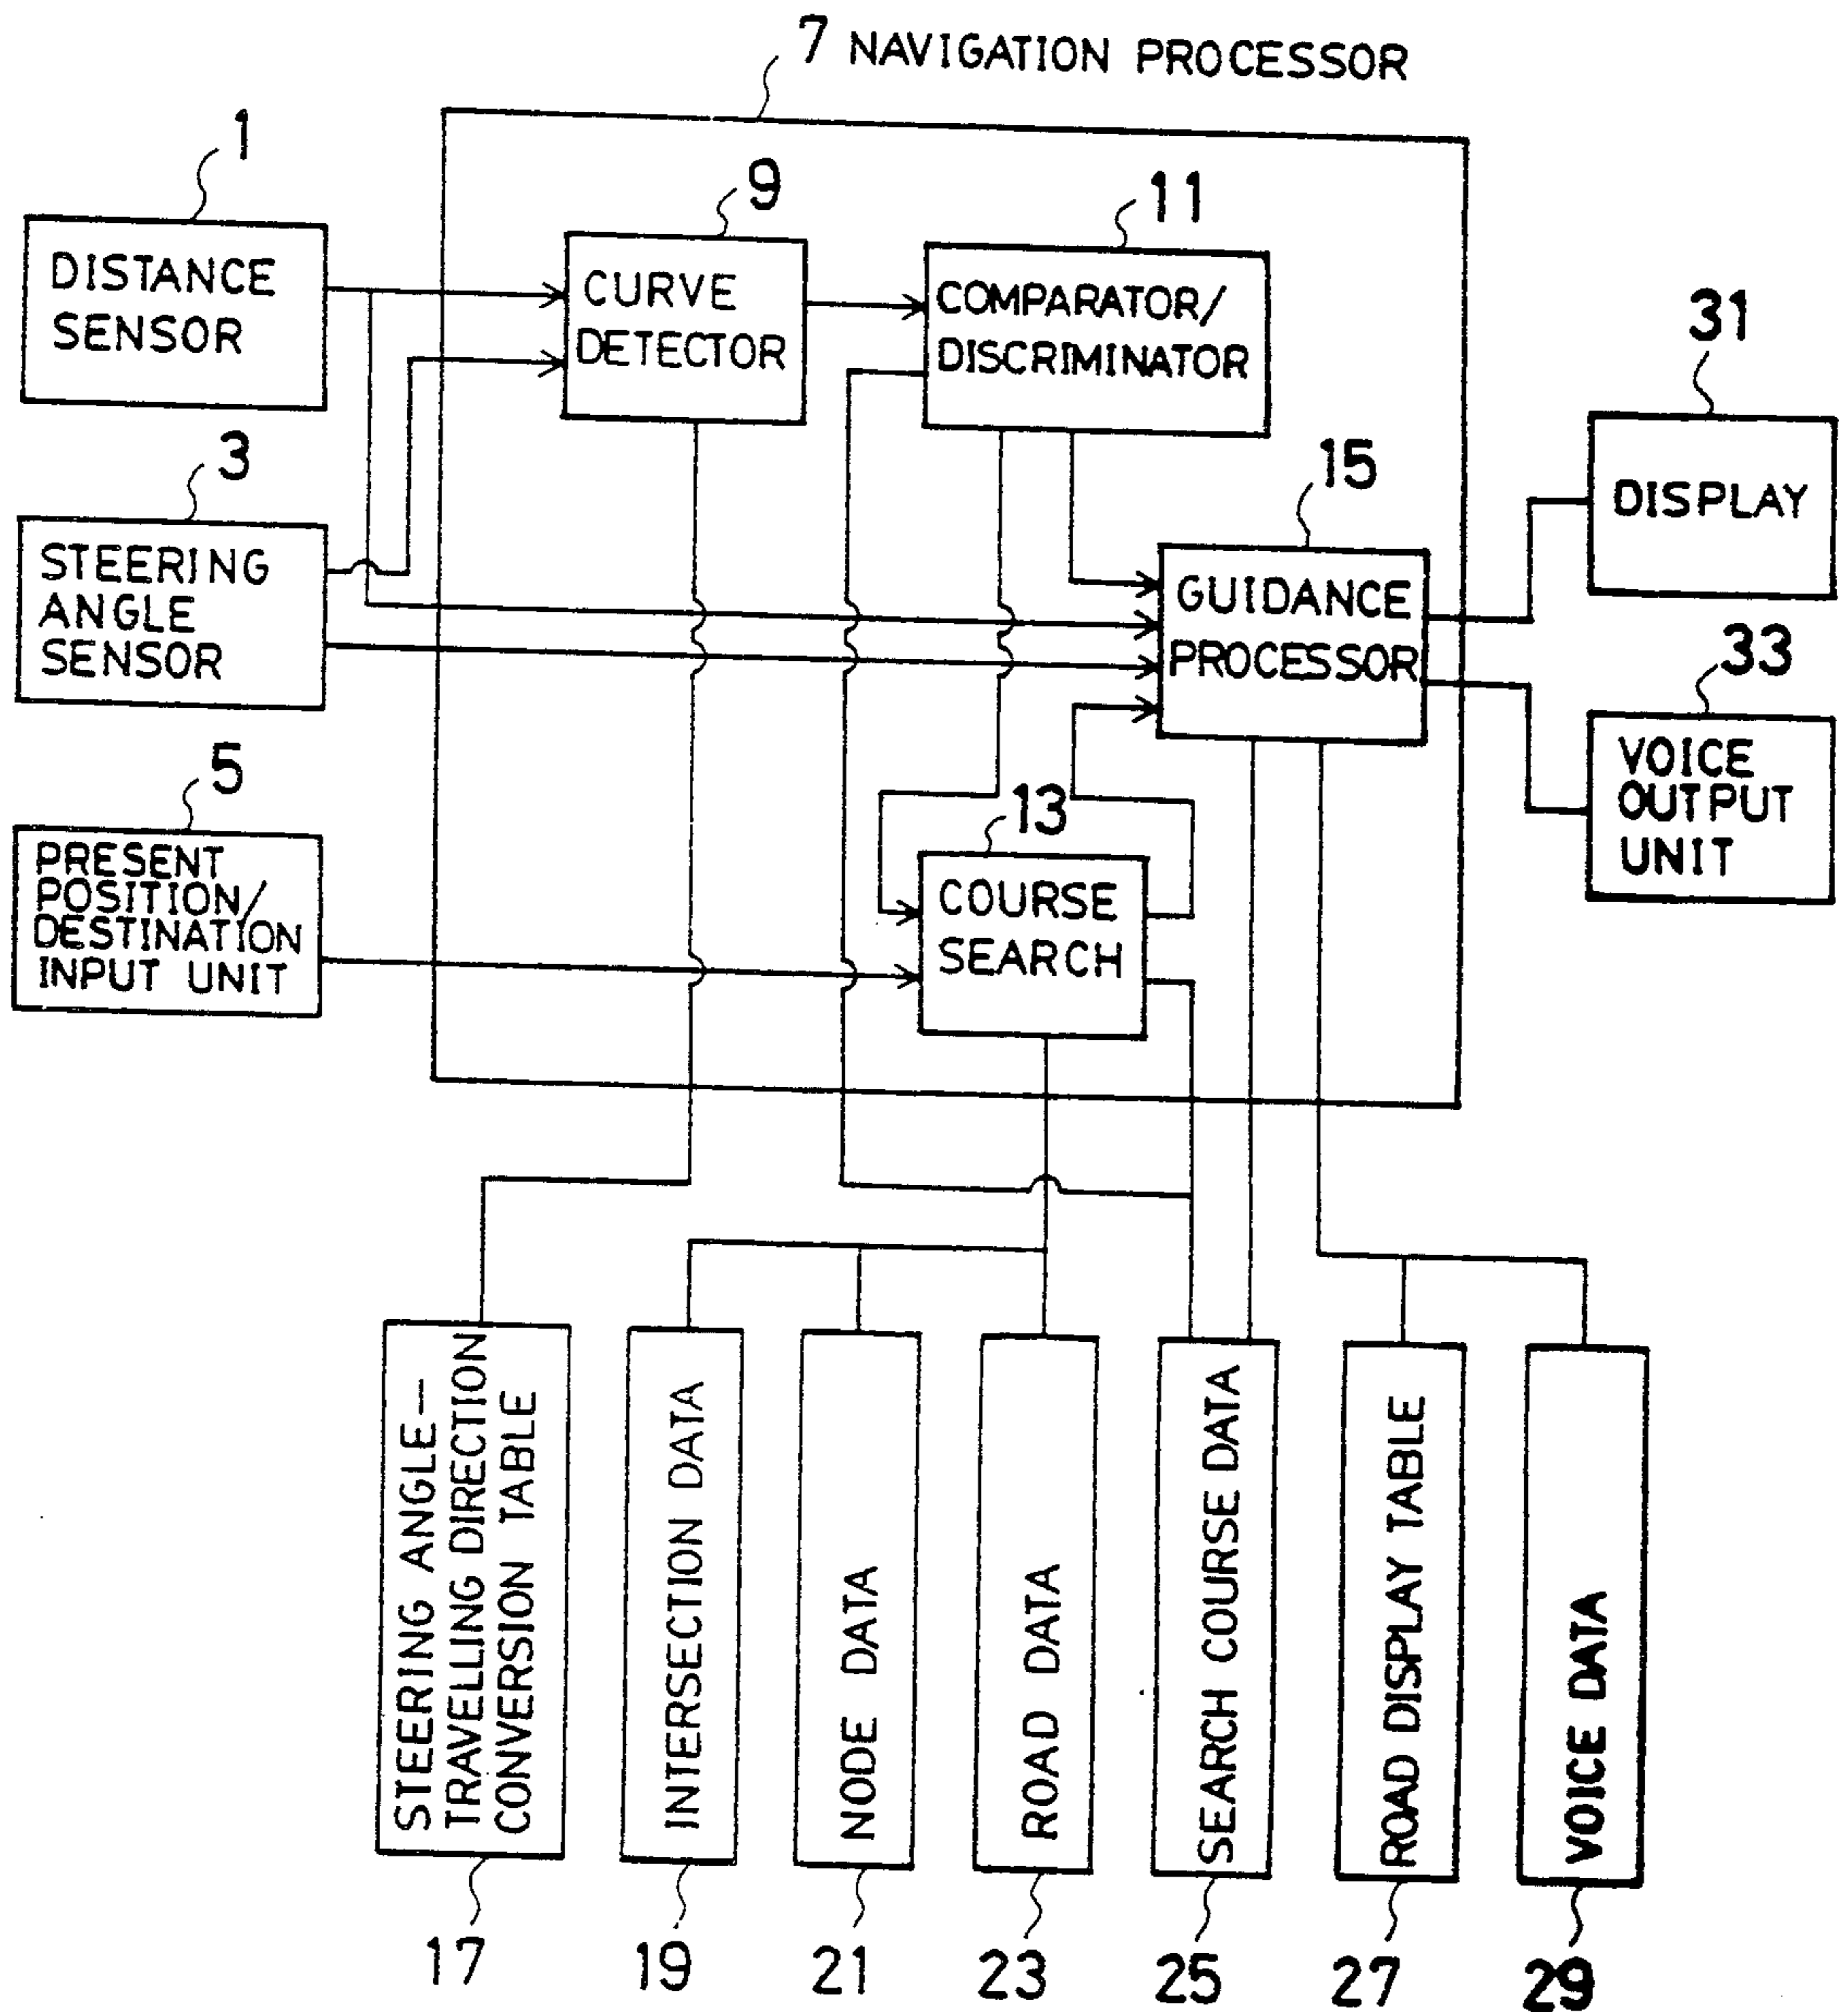 7 NAVIGATION PROCESSOR
1
DISTANCE
SENSOR
9
CURVE
DETECTOR
11
COMPARATOR/
DISCRIMINATOR
31
DISPLAY
3
STEERING
ANGLE
SENSOR
15
GUIDANCE
PROCESSOR
33
VOICE
OUTPUT
UNIT
5
PRESENT
POSITION/
DESTINATION
INPUT UNIT
13
COURSE
SEARCH
STEERING ANGLE—
TRAVELLING DIRECTION
CONVERSION TABLE
17
INTERSECTION DATA
19
NODE DATA
21
ROAD DATA
23
SEARCH COURSE DATA
25
ROAD DISPLAY TABLE
27
VOICE DATA
29